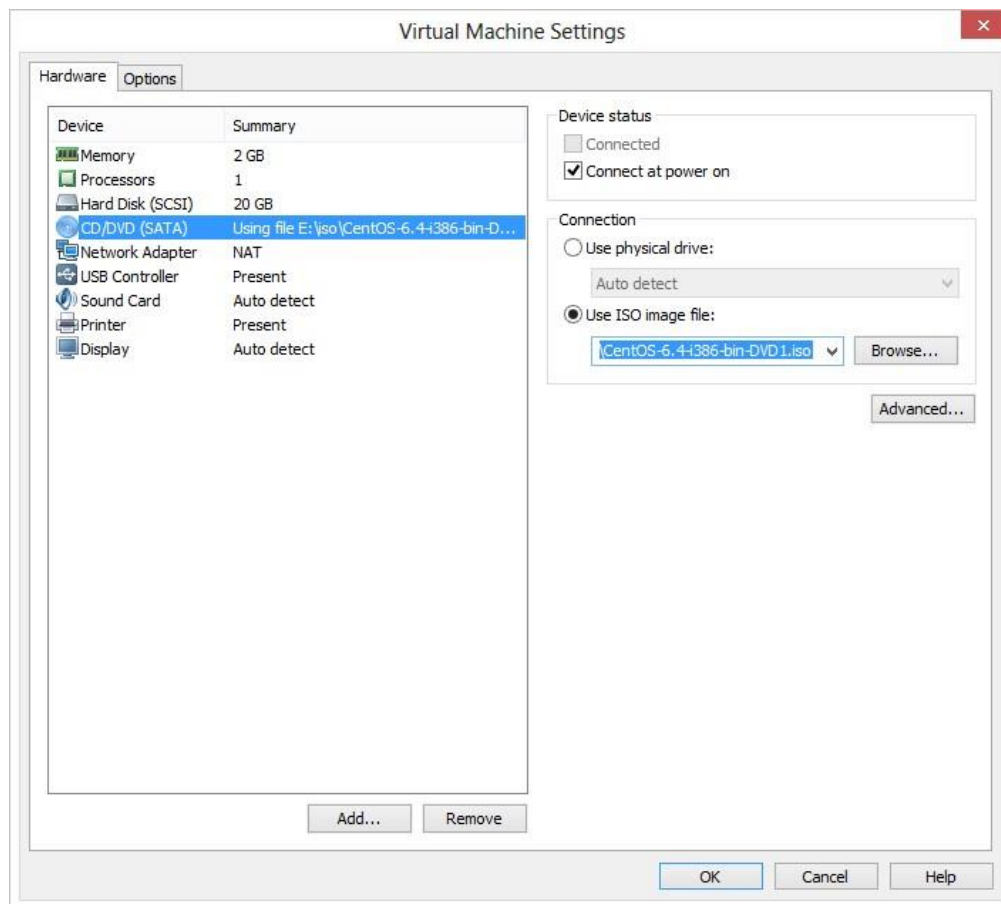 Virtual Machine Settings
Hardware
Options
Device Summary
Memory 2 GB
Processors 1
Hard Disk (SCSI) 20 GB
CD/DVD (SATA) Using file E:\iso\CentOS-6.4-i386-bin-D...
Network Adapter NAT
USB Controller Present
Sound Card Auto detect
Printer Present
Display Auto detect
Add... Remove
Device status
Connected
Connect at power on
Connection
Use physical drive:
Auto detect
Use ISO image file:
\CentOS-6.4-i386-bin-DVD1.iso Browse...
Advanced...
OK Cancel Help